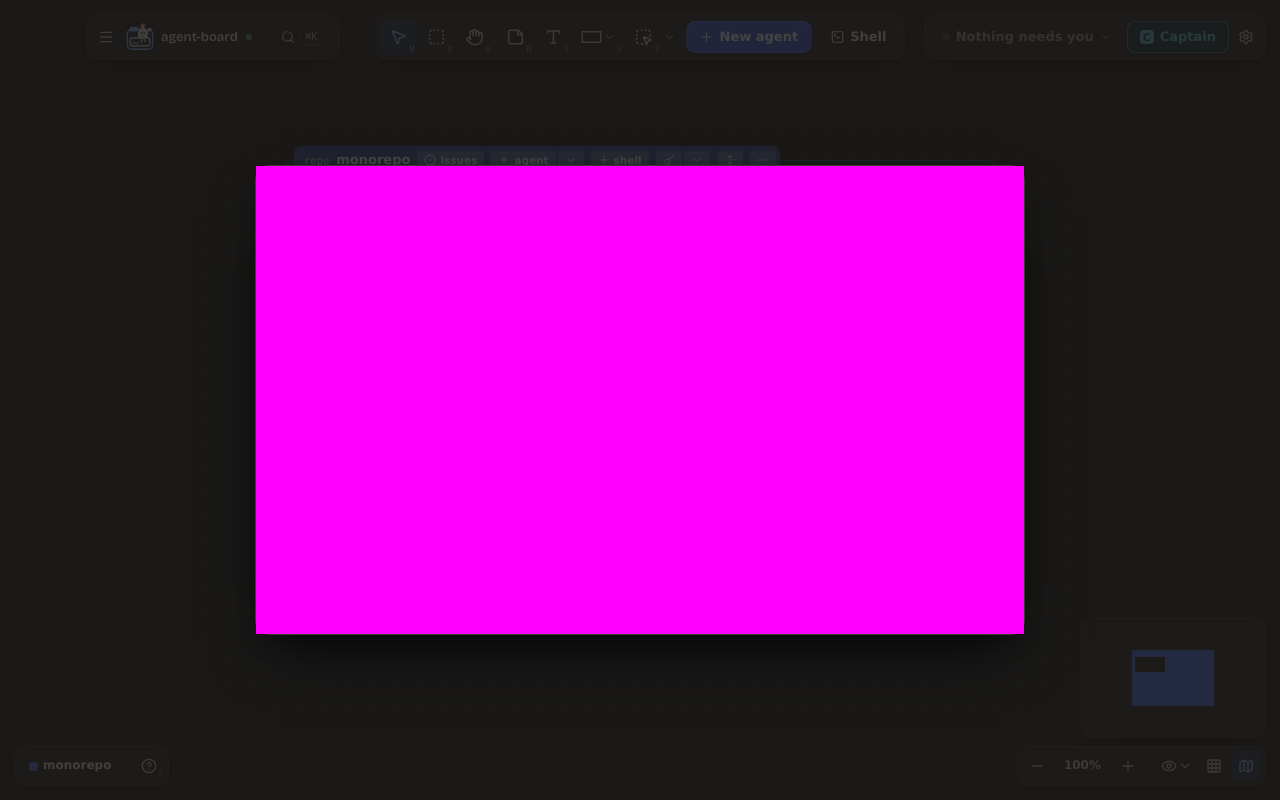 agent-board ⌘K V R H N T S New agent Shell Nothing needs you C Captain
repo monorepo issues agent shell
monorepo
100%